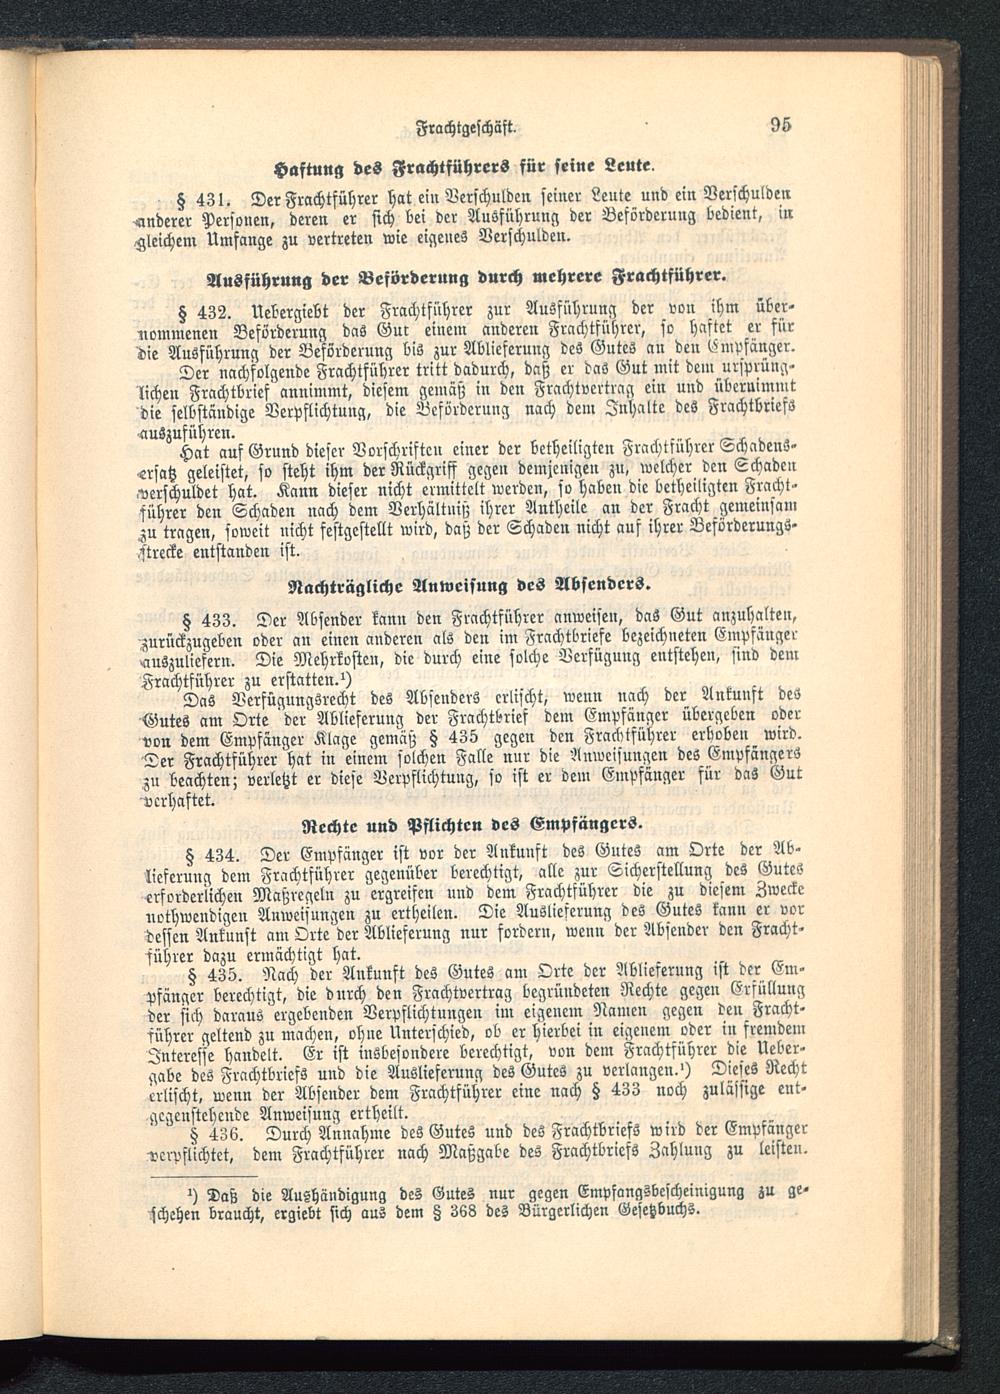 Frachtgeschäft. 95
Haftung des Frachtführers für seine Leute.
§ 431. Der Frachtführer hat ein Verschulden seiner Leute und ein Verschulden
anderer Personen, deren er sich bei der Ausführung der Beförderung bedient, in
gleichem Umfange zu vertreten wie eigenes Verschulden.
Ausführung der Beförderung durch mehrere Frachtführer.
§ 432. Uebergiebt der Frachtführer zur Ausführung der von ihm über-
nommenen Beförderung das Gut einem anderen Frachtführer, so haftet er für
die Ausführung der Beförderung bis zur Ablieferung des Gutes an den Empfänger.
Der nachfolgende Frachtführer tritt dadurch, daß er das Gut mit dem ursprüng-
lichen Frachtbrief annimmt, diesem gemäß in den Frachtvertrag ein und übernimmt
die selbständige Verpflichtung, die Beförderung nach dem Inhalte des Frachtbriefs
auszuführen.
Hat auf Grund dieser Vorschriften einer der betheiligten Frachtführer Schadens-
ersatz geleistet, so steht ihm der Rückgriff gegen demjenigen zu, welcher den Schaden
verschuldet hat. Kann dieser nicht ermittelt werden, so haben die betheiligten Fracht-
führer den Schaden nach dem Verhältniß ihrer Antheile an der Fracht gemeinsam
zu tragen, soweit nicht festgestellt wird, daß der Schaden nicht auf ihrer Beförderungs-
strecke entstanden ist.
Nachträgliche Anweisung des Absenders.
§ 433. Der Absender kann den Frachtführer anweisen, das Gut anzuhalten,
zurückzugeben oder an einen anderen als den im Frachtbriefe bezeichneten Empfänger
auszuliefern. Die Mehrkosten, die durch eine solche Verfügung entstehen, sind dem
Frachtführer zu erstatten.¹)
Das Verfügungsrecht des Absenders erlischt, wenn nach der Ankunft des
Gutes am Orte der Ablieferung der Frachtbrief dem Empfänger übergeben oder
von dem Empfänger Klage gemäß § 435 gegen den Frachtführer erhoben wird.
Der Frachtführer hat in einem solchen Falle nur die Anweisungen des Empfängers
zu beachten; verletzt er diese Verpflichtung, so ist er dem Empfänger für das Gut
verhaftet.
Rechte und Pflichten des Empfängers.
§ 434. Der Empfänger ist vor der Ankunft des Gutes am Orte der Ab-
lieferung dem Frachtführer gegenüber berechtigt, alle zur Sicherstellung des Gutes
erforderlichen Maßregeln zu ergreifen und dem Frachtführer die zu diesem Zwecke
nothwendigen Anweisungen zu ertheilen. Die Auslieferung des Gutes kann er vor
dessen Ankunft am Orte der Ablieferung nur fordern, wenn der Absender den Fracht-
führer dazu ermächtigt hat.
§ 435. Nach der Ankunft des Gutes am Orte der Ablieferung ist der Em-
pfänger berechtigt, die durch den Frachtvertrag begründeten Rechte gegen Erfüllung
der sich daraus ergebenden Verpflichtungen im eigenem Namen gegen den Fracht-
führer geltend zu machen, ohne Unterschied, ob er hierbei in eigenem oder in fremdem
Interesse handelt. Er ist insbesondere berechtigt, von dem Frachtführer die Ueber-
gabe des Frachtbriefs und die Auslieferung des Gutes zu verlangen.¹) Dieses Recht
erlischt, wenn der Absender dem Frachtführer eine nach § 433 noch zulässige ent-
gegenstehende Anweisung ertheilt.
§ 436. Durch Annahme des Gutes und des Frachtbriefs wird der Empfänger
verpflichtet, dem Frachtführer nach Maßgabe des Frachtbriefs Zahlung zu leisten.
¹) Daß die Aushändigung des Gutes nur gegen Empfangsbescheinigung zu ge-
schehen braucht, ergiebt sich aus dem § 368 des Bürgerlichen Gesetzbuchs.